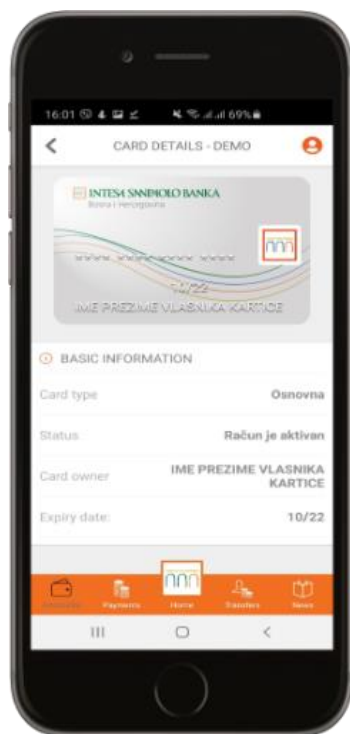 16:01
69%
CARD DETAILS - DEMO
INTESA SANPAOLO BANKA
Bosna i Hercegovina
10/22
IME PREZIME VLASNIKA KARTICE
BASIC INFORMATION
Card type
Osnovna
Status:
Račun je aktivan
Card owner
IME PREZIME VLASNIKA
KARTICE
Expiry date:
10/22
Payments
Home
Transfers
News